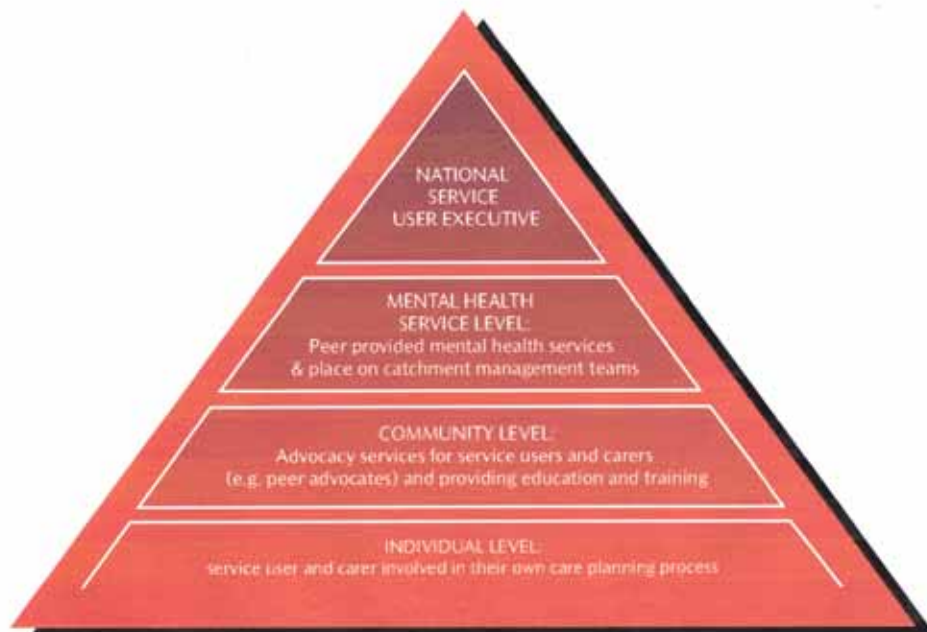 NATIONAL
SERVICE
USER EXECUTIVE
MENTAL HEALTH
SERVICE LEVEL:
Peer provided mental health services
& place on catchment management teams
COMMUNITY LEVEL:
Advocacy services for service users and carers
(e.g. peer advocates) and providing education and training
INDIVIDUAL LEVEL:
service user and carer involved in their own care planning process